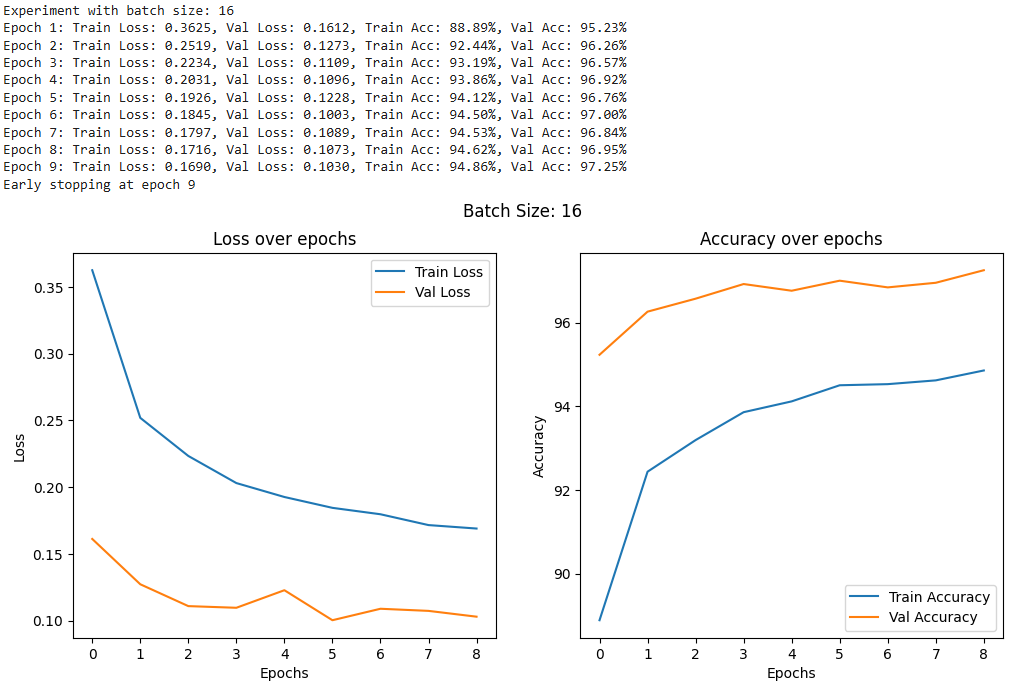 Experiment with batch size: 16
Epoch 1: Train Loss: 0.3625, Val Loss: 0.1612, Train Acc: 88.89%, Val Acc: 95.23%
Epoch 2: Train Loss: 0.2519, Val Loss: 0.1273, Train Acc: 92.44%, Val Acc: 96.26%
Epoch 3: Train Loss: 0.2234, Val Loss: 0.1109, Train Acc: 93.19%, Val Acc: 96.57%
Epoch 4: Train Loss: 0.2031, Val Loss: 0.1096, Train Acc: 93.86%, Val Acc: 96.92%
Epoch 5: Train Loss: 0.1926, Val Loss: 0.1228, Train Acc: 94.12%, Val Acc: 96.76%
Epoch 6: Train Loss: 0.1845, Val Loss: 0.1003, Train Acc: 94.50%, Val Acc: 97.00%
Epoch 7: Train Loss: 0.1797, Val Loss: 0.1089, Train Acc: 94.53%, Val Acc: 96.84%
Epoch 8: Train Loss: 0.1716, Val Loss: 0.1073, Train Acc: 94.62%, Val Acc: 96.95%
Epoch 9: Train Loss: 0.1690, Val Loss: 0.1030, Train Acc: 94.86%, Val Acc: 97.25%
Early stopping at epoch 9
Batch Size: 16
Loss over epochs
Train Loss
Val Loss
0.35
0.30
0.25
0.20
0.15
0.10
Loss
0 1 2 3 4 5 6 7 8
Epochs
Accuracy over epochs
96
94
92
90
Accuracy
Train Accuracy
Val Accuracy
0 1 2 3 4 5 6 7 8
Epochs